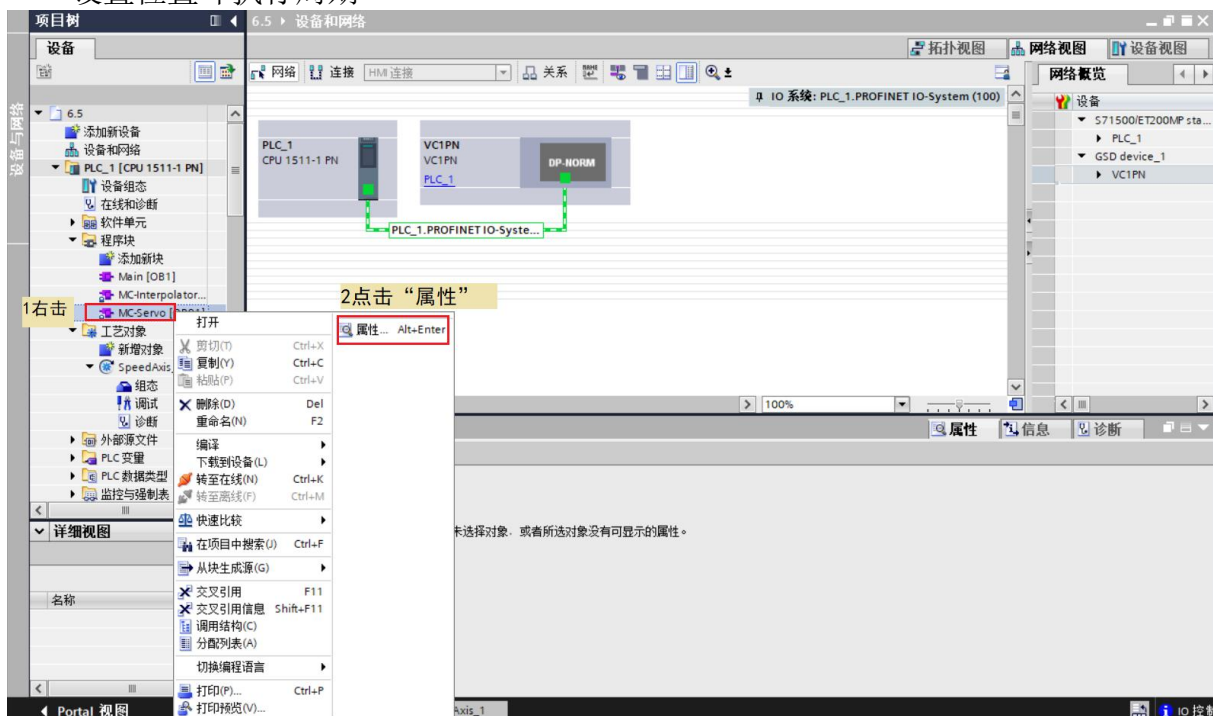 项目树
6.5 ▸ 设备和网络
设备
拓扑视图
网络视图
设备视图
网络
连接
HMI 连接
关系
网络概览
IO 系统: PLC_1.PROFINET IO-System (100)
设备
6.5
S71500/ET200MP sta...
添加新设备
PLC_1
设备和网络
GSD device_1
PLC_1 [CPU 1511-1 PN]
VC1PN
设备组态
在线和诊断
软件单元
程序块
添加新块
Main [OB1]
MC-Interpolator...
MC-Servo
工艺对象
新增对象
SpeedAxis_
组态
调试
诊断
外部源文件
PLC 变量
PLC 数据类型
监控与强制表
设备与网络
PLC_1
CPU 1511-1 PN
VC1PN
VC1PN
DP-NORM
PLC_1
PLC_1.PROFINET IO-Syste...
1右击
2点击“属性”
打开
属性... Alt+Enter
剪切(T) Ctrl+X
复制(Y) Ctrl+C
粘贴(P) Ctrl+V
删除(D) Del
重命名(N) F2
编译
下载到设备(L)
转至在线(N) Ctrl+K
转至离线(F) Ctrl+M
快速比较
在项目中搜索(J) Ctrl+F
从块生成源(G)
交叉引用 F11
交叉引用信息 Shift+F11
调用结构(C)
分配列表(A)
切换编程语言
打印(P)... Ctrl+P
打印预览(V)...
100%
属性
信息
诊断
未选择对象，或者所选对象没有可显示的属性。
详细视图
名称
Portal 视图
Axis_1
IO 控制